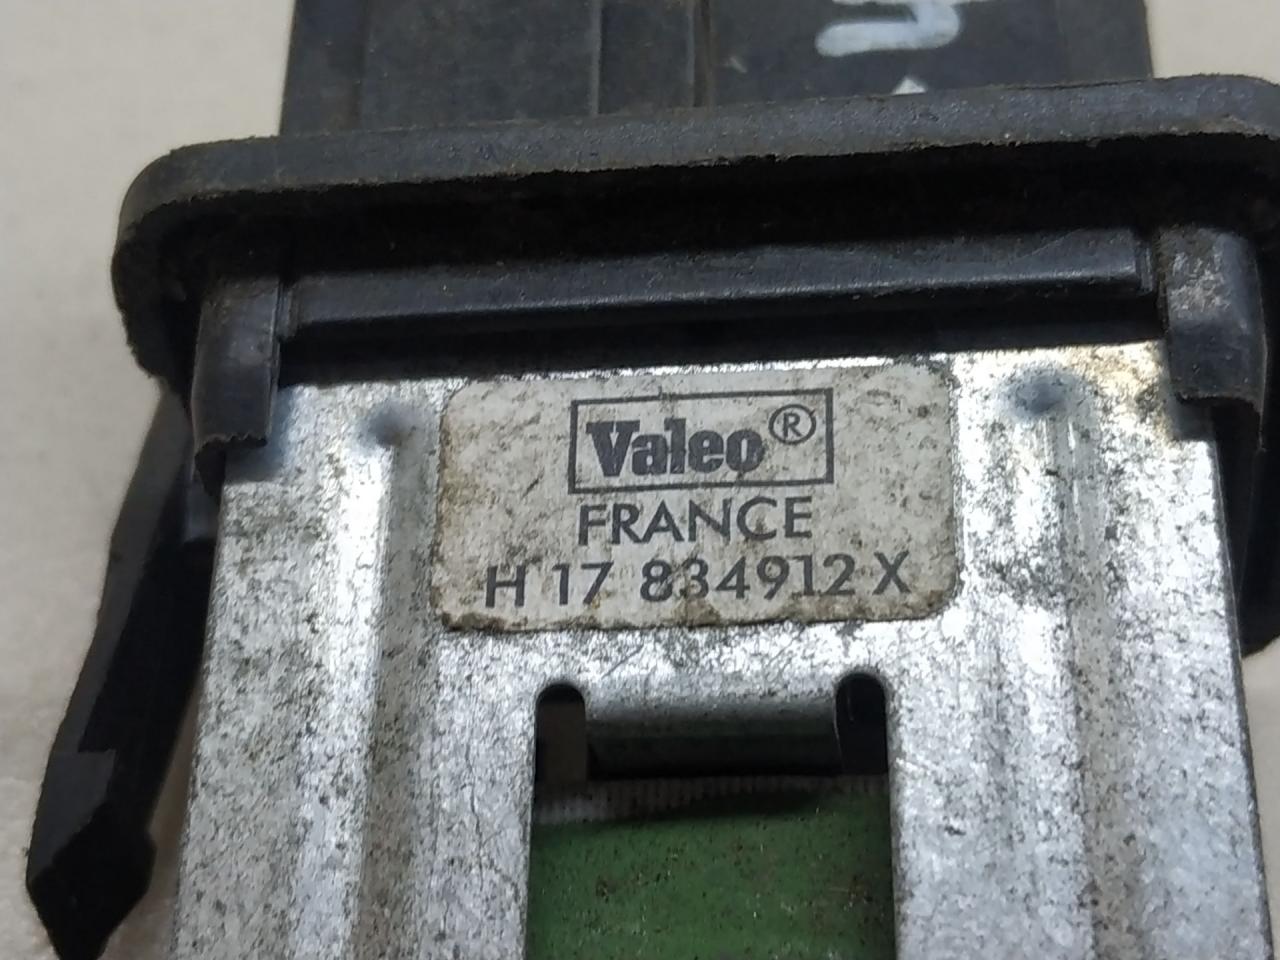 Valeo®
FRANCE
H 17 834912 X